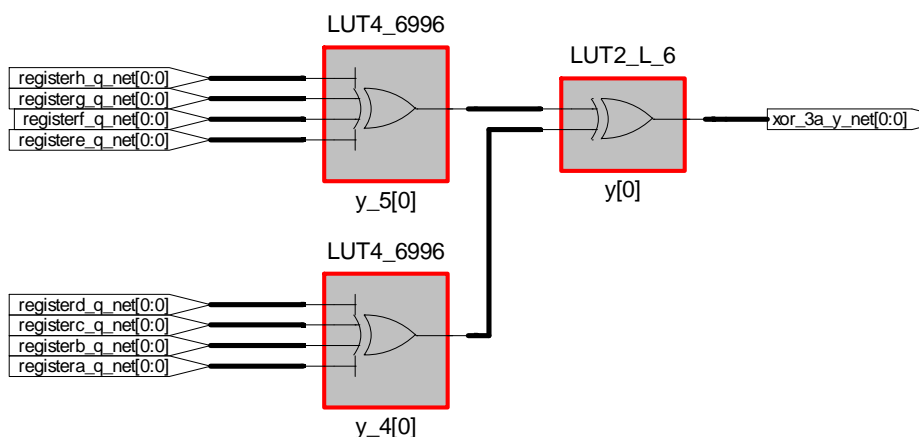 LUT4_6996
LUT2_L_6
registerh_q_net[0:0]
registerg_q_net[0:0]
registerf_q_net[0:0]
registere_q_net[0:0]
xor_3a_y_net[0:0]
y_5[0]
y[0]
LUT4_6996
registerd_q_net[0:0]
registerc_q_net[0:0]
registerb_q_net[0:0]
registera_q_net[0:0]
y_4[0]